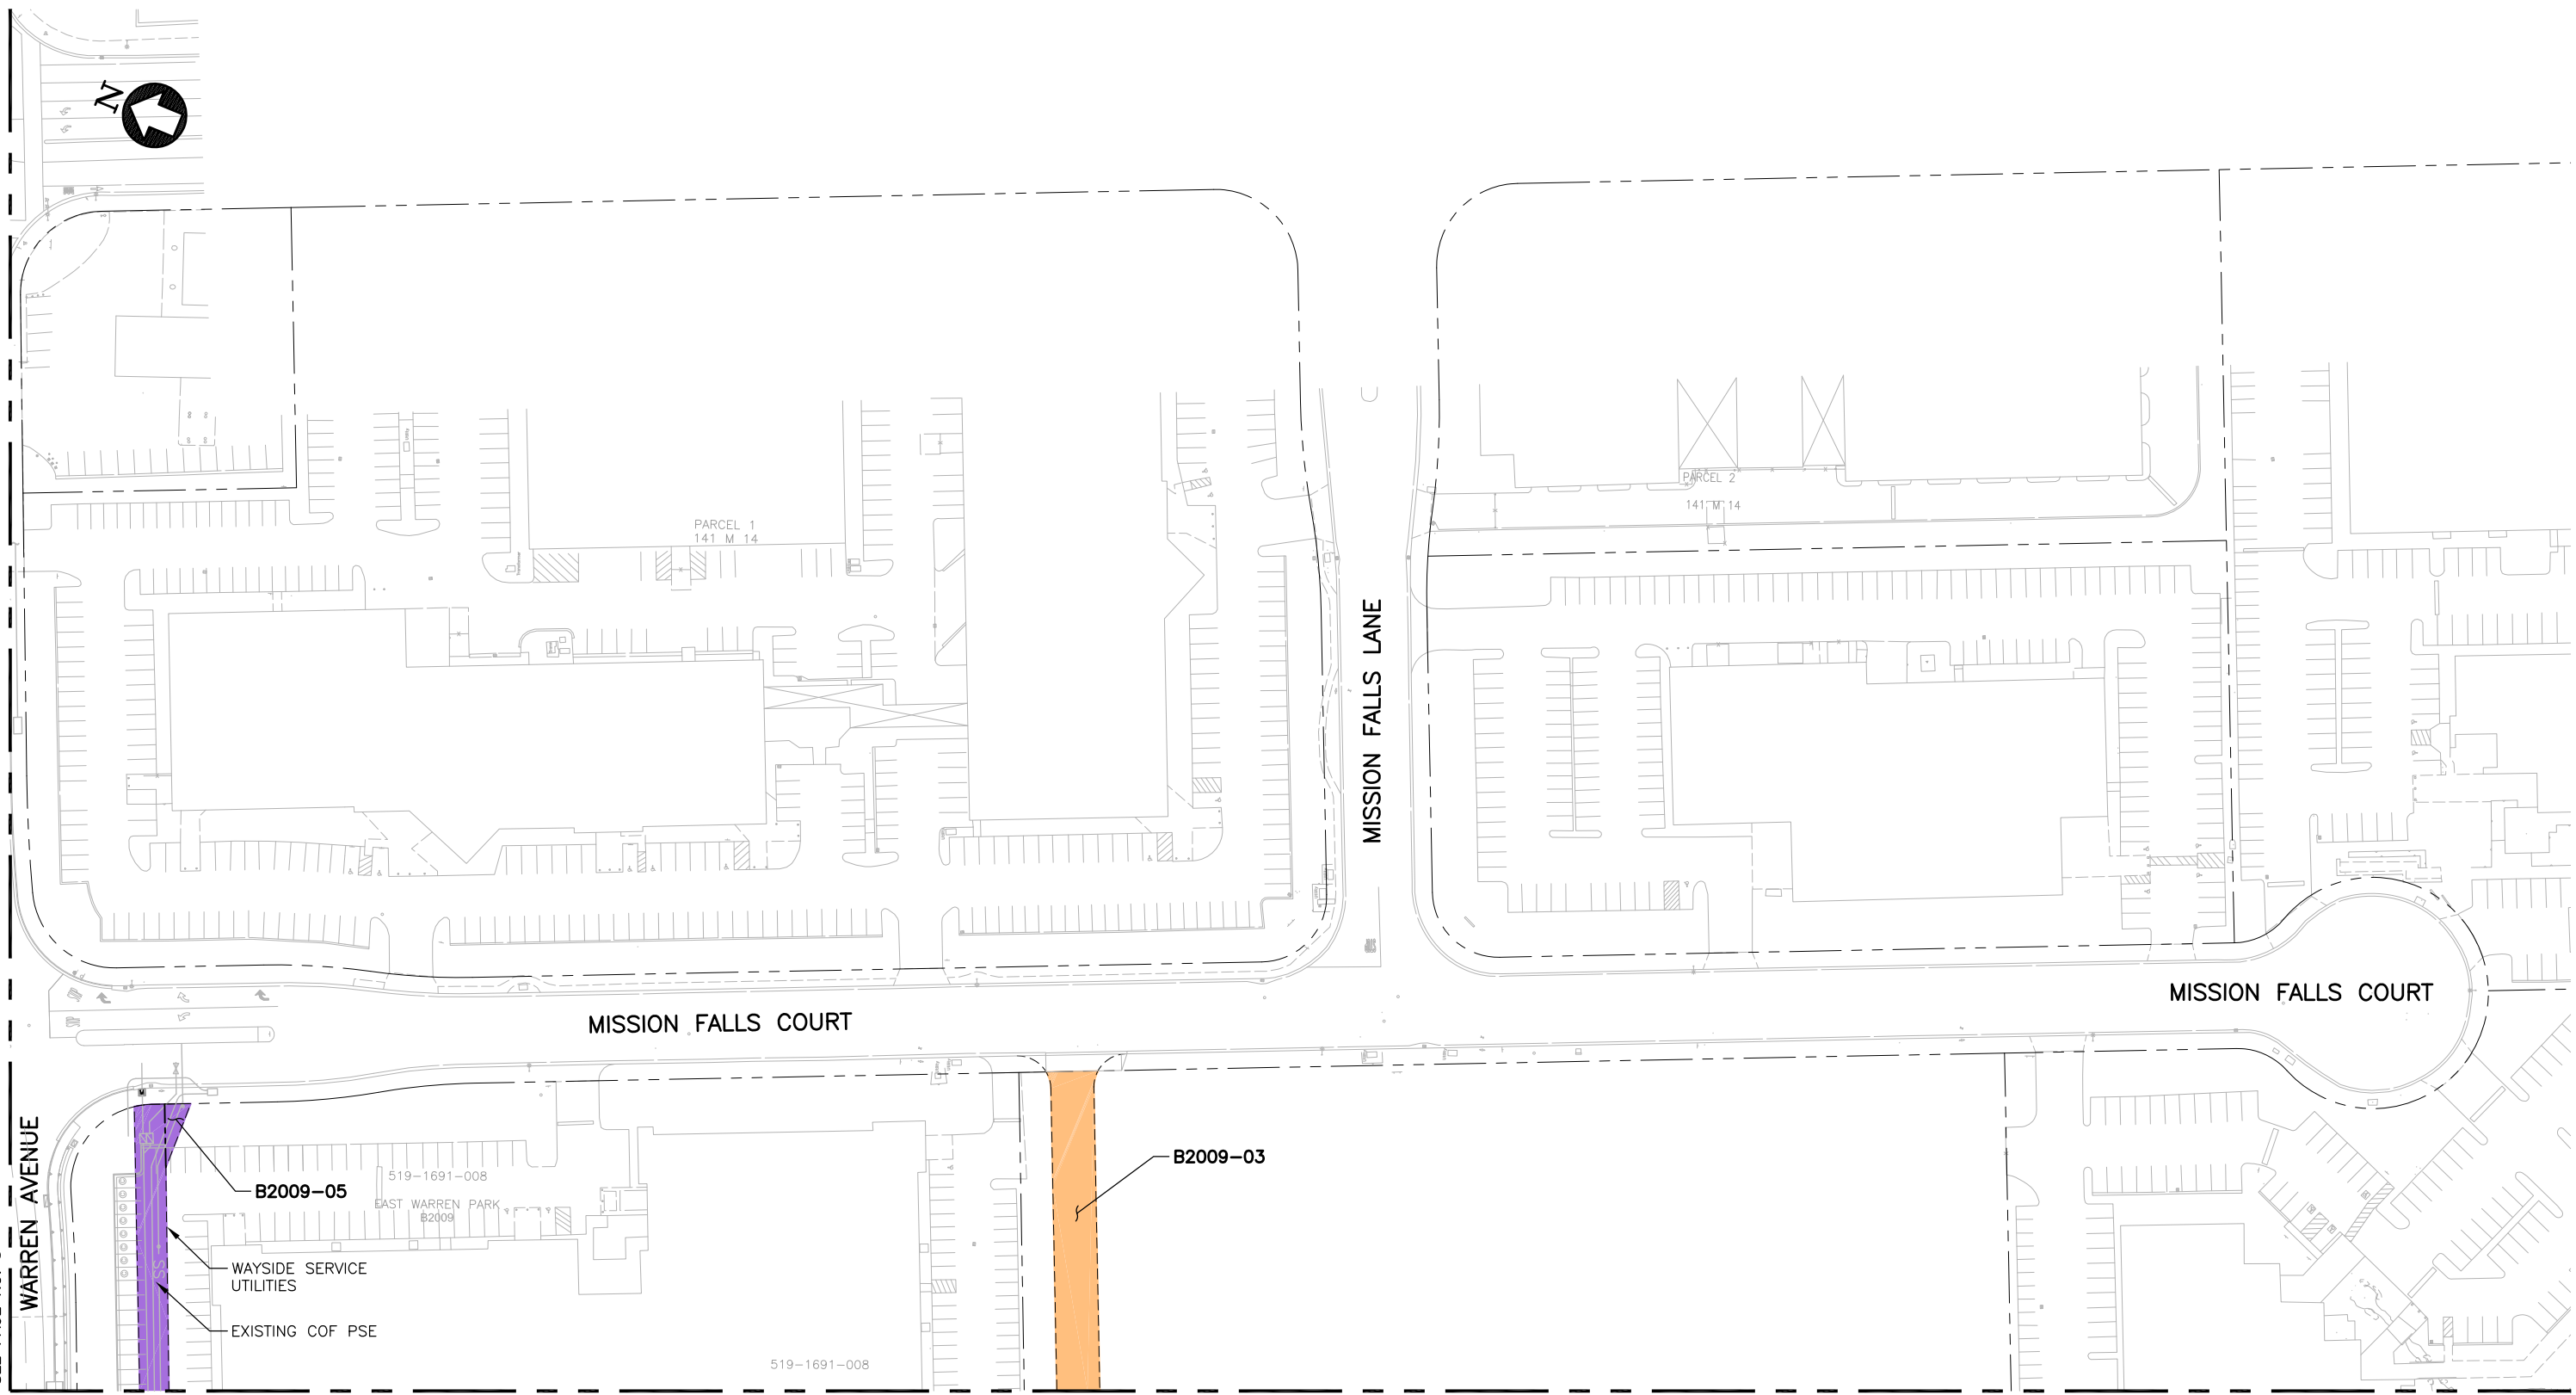 N
PARCEL 1
141 M 14
PARCEL 2
141 M 14
MISSION FALLS LANE
MISSION FALLS COURT
MISSION FALLS COURT
WARREN AVENUE
B2009-05
519-1691-008
EAST WARREN PARK
B2009
B2009-03
WAYSIDE SERVICE
UTILITIES
SS
EXISTING COF PSE
519-1691-008